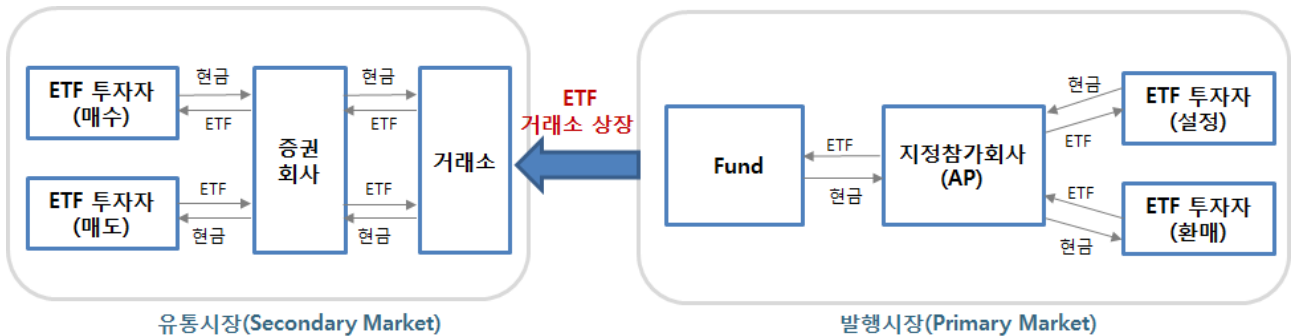 ETF 투자자
(매수)
현금
ETF
ETF 투자자
(매도)
ETF
현금
증권
회사
현금
ETF
ETF
현금
거래소
ETF
거래소 상장
Fund
ETF
현금
지정참가회사
(AP)
현금
ETF
ETF 투자자
(설정)
ETF
현금
ETF 투자자
(환매)
유통시장(Secondary Market)
발행시장(Primary Market)